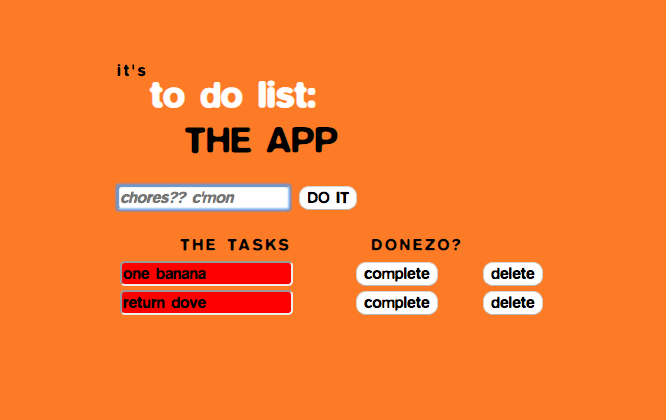 it's
to do list:
THE APP
chores?? c'mon DO IT
THE TASKS DONEZO?
one banana complete delete
return dove complete delete